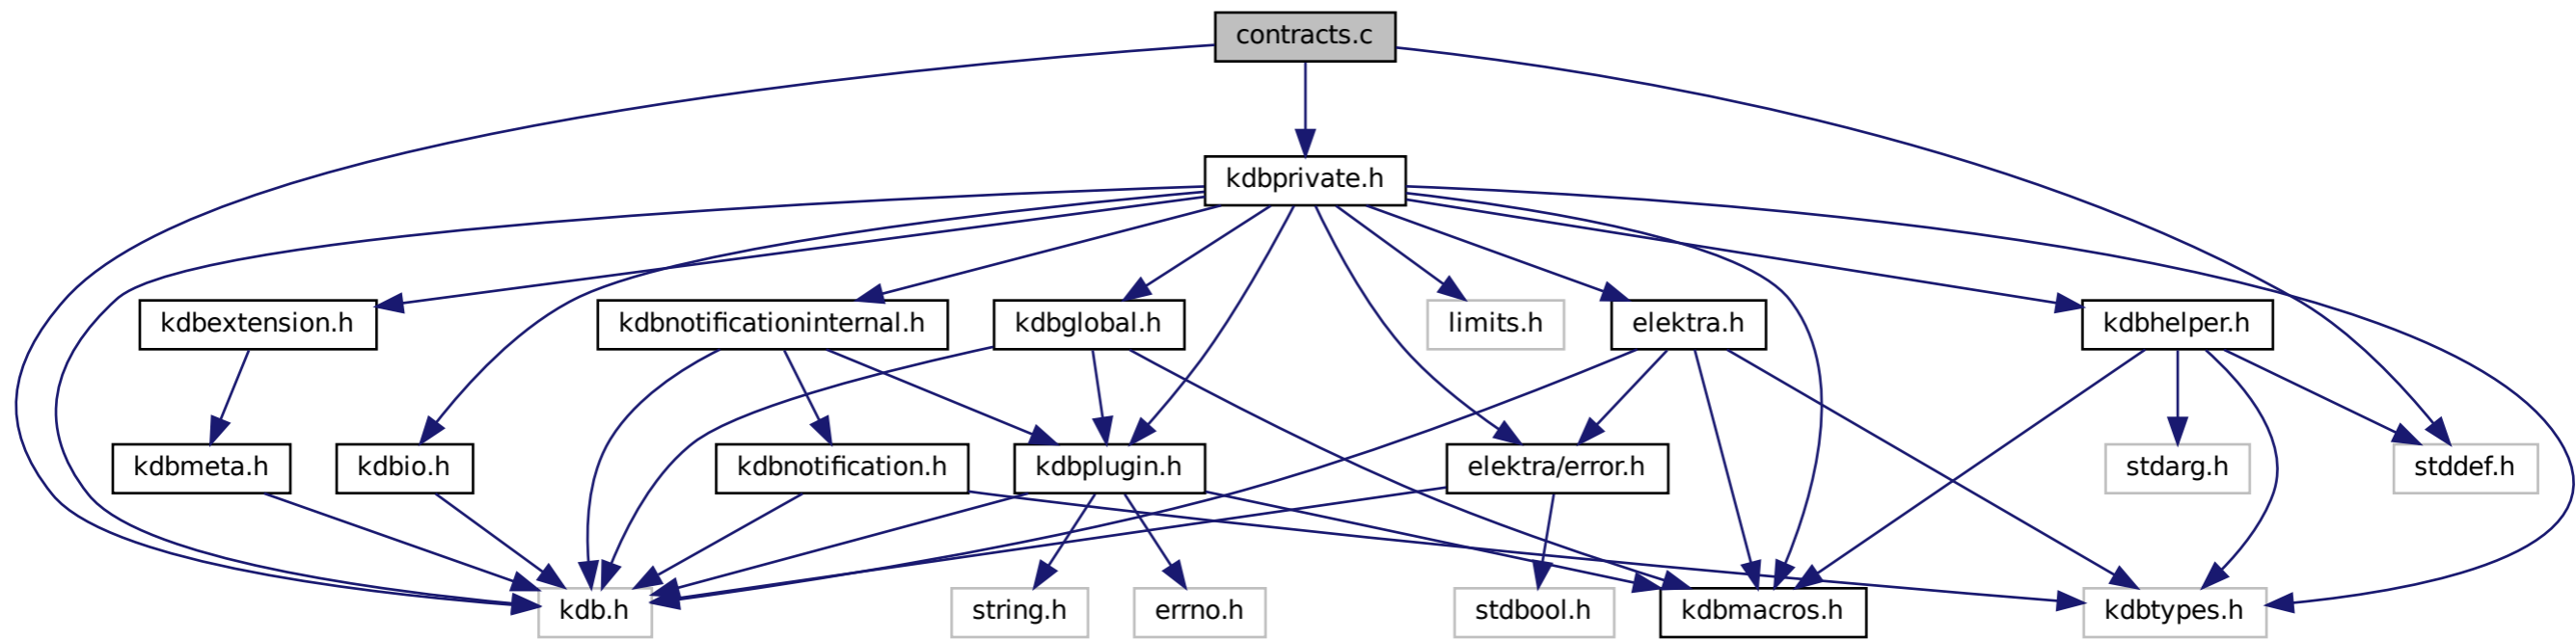 contracts.c
kdbprivate.h
kdbextension.h
kdbnotificationinternal.h
kdbglobal.h
limits.h
elektra.h
kdbhelper.h
kdbmeta.h
kdbio.h
kdbnotification.h
kdbplugin.h
elektra/error.h
stdarg.h
stddef.h
kdb.h
string.h
errno.h
stdbool.h
kdbmacros.h
kdbtypes.h